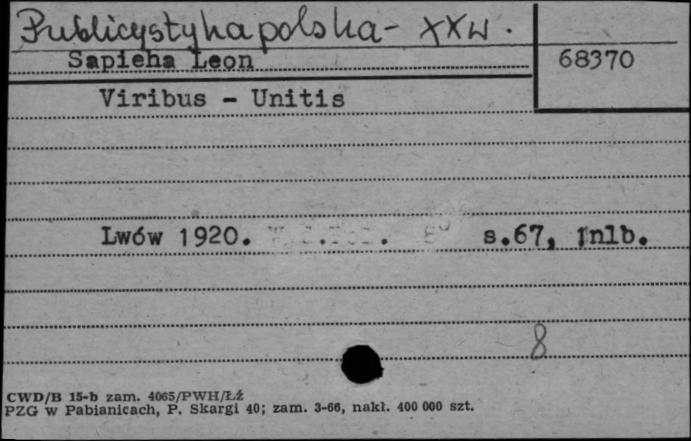 Publicystyka polska - XX w.
Sapieha Leon
68370
Viribus - Unitis
Lwów 1920. s.67, 1nlb.
8
CWD/B 15-b zam. 4065/PWH/Łź
PZG w Pabianicach, P. Skargi 40; zam. 3-66, nakł. 400 000 szt.